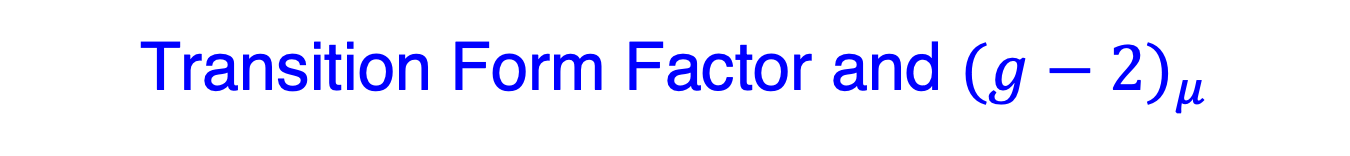 Transition Form Factor and (𝑔 − 2)𝜇